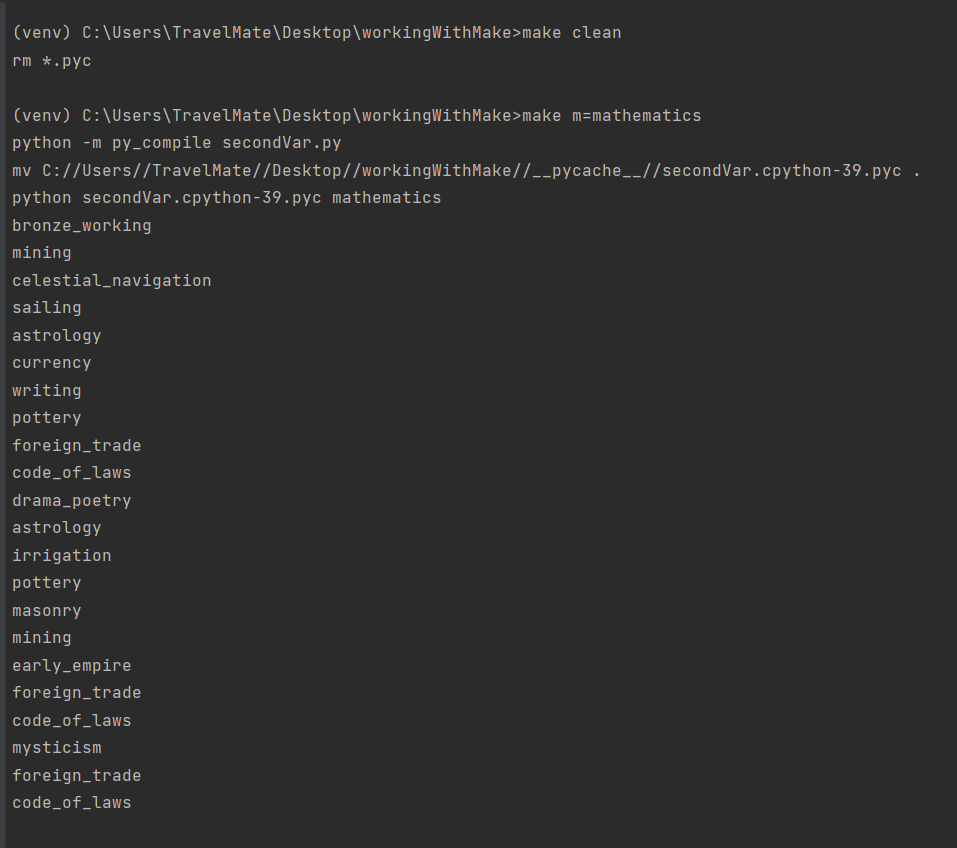 (venv) C:\Users\TravelMate\Desktop\workingWithMake>make clean
rm *.pyc
(venv) C:\Users\TravelMate\Desktop\workingWithMake>make m=mathematics
python -m py_compile secondVar.py
mv C://Users//TravelMate//Desktop//workingWithMake//__pycache__//secondVar.cpython-39.pyc .
python secondVar.cpython-39.pyc mathematics
bronze_working
mining
celestial_navigation
sailing
astrology
currency
writing
pottery
foreign_trade
code_of_laws
drama_poetry
astrology
irrigation
pottery
masonry
mining
early_empire
foreign_trade
code_of_laws
mysticism
foreign_trade
code_of_laws